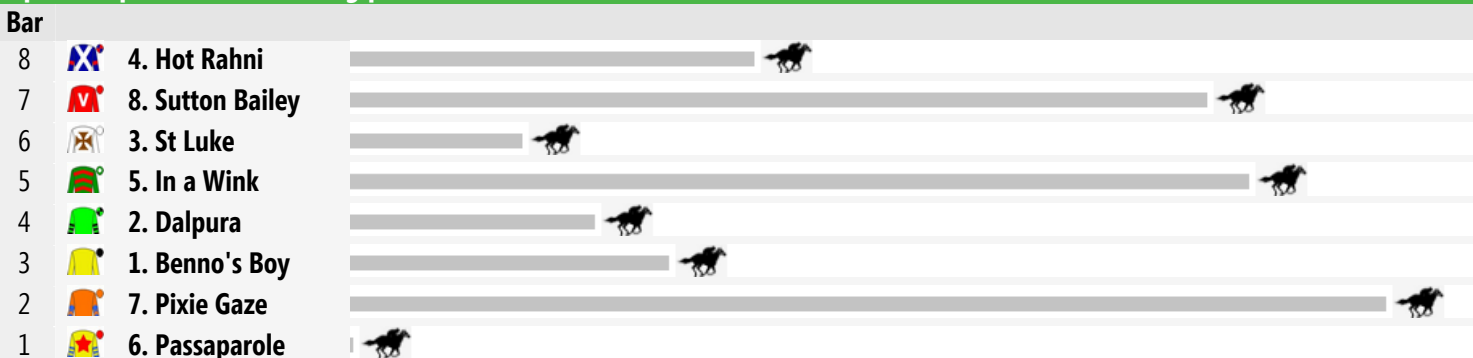 Bar
8 4. Hot Rahni
7 V 8. Sutton Bailey
6 3. St Luke
5 5. In a Wink
4 2. Dalpura
3 1. Benno's Boy
2 7. Pixie Gaze
1 6. Passaparole